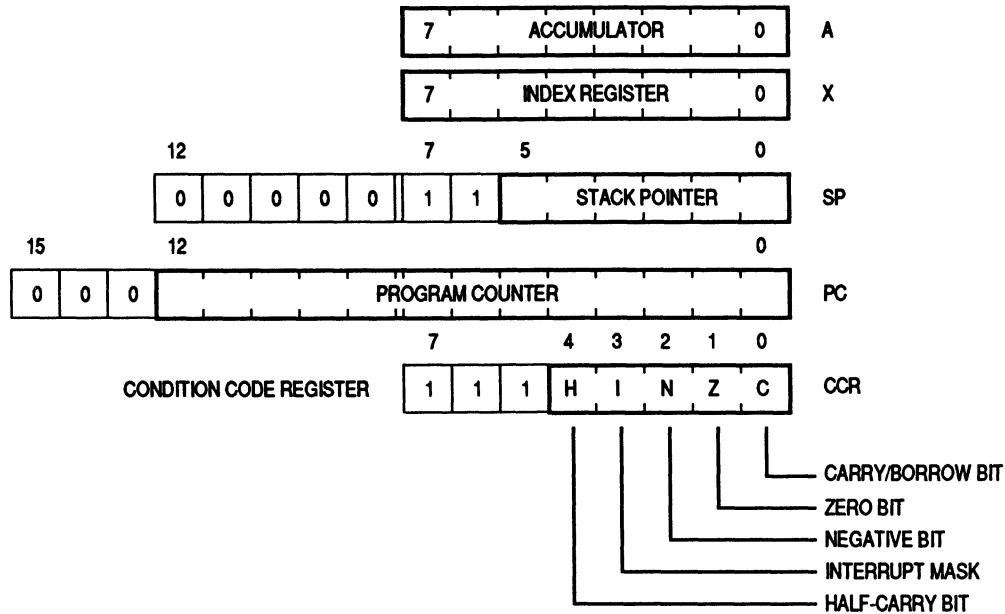 7 ACCUMULATOR 0 A
7 INDEX REGISTER 0 X
12 7 5 0
0 0 0 0 0 1 1 STACK POINTER SP
15 12 0
0 0 0 PROGRAM COUNTER PC
7 4 3 2 1 0
CONDITION CODE REGISTER 1 1 1 H I N Z C CCR
CARRY/BORROW BIT
ZERO BIT
NEGATIVE BIT
INTERRUPT MASK
HALF-CARRY BIT